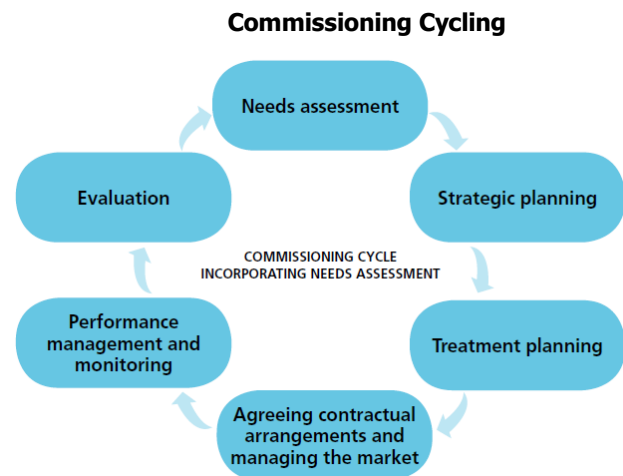 Commissioning Cycling
Needs assessment
Strategic planning
Treatment planning
Agreeing contractual
arrangements and
managing the market
Performance
management and
monitoring
Evaluation
COMMISSIONING CYCLE
INCORPORATING NEEDS ASSESSMENT